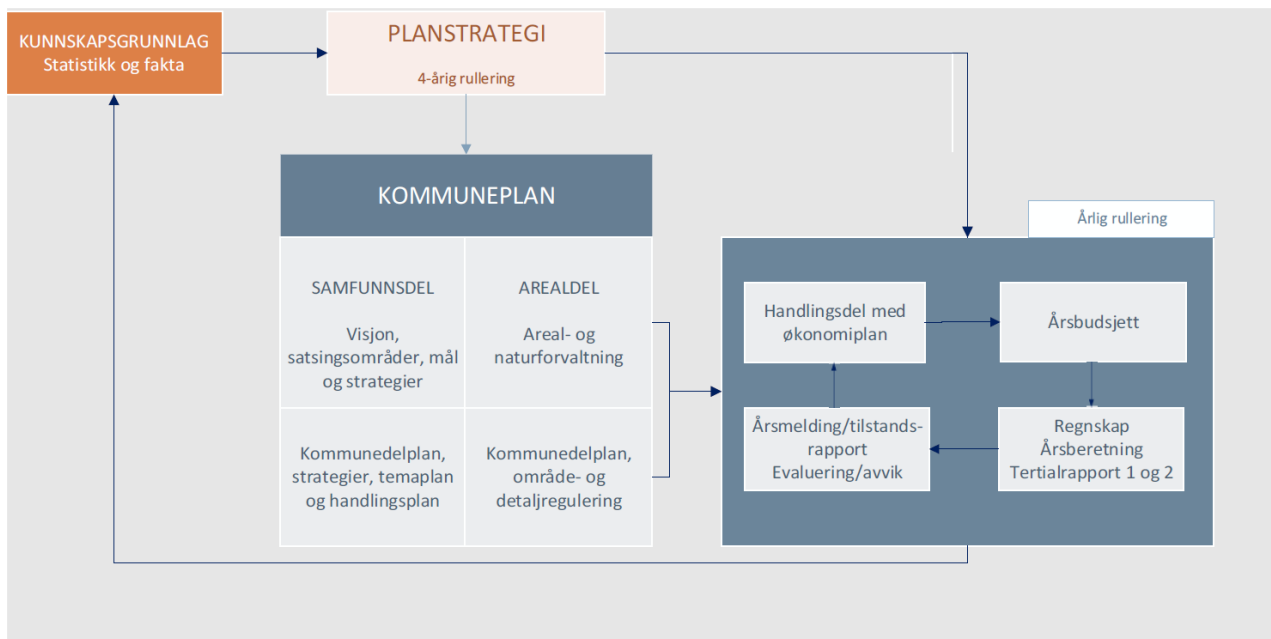 KUNNSKAPSGRUNNLAG
Statistikk og fakta
PLANSTRATEGI
4-årig rullering
KOMMUNEPLAN
SAMFUNNSDEL
Visjon,
satsingsområder, mål
og strategier
AREALDEL
Areal- og
naturforvaltning
Kommunedelplan,
strategier, temaplan
og handlingsplan
Kommunedelplan,
område- og
detaljregulering
Årlig rullering
Handlingsdel med
økonomiplan
Årsbudsjett
Årsmelding/tilstands-
rapport
Evaluering/avvik
Regnskap
Årsberetning
Tertialrapport 1 og 2